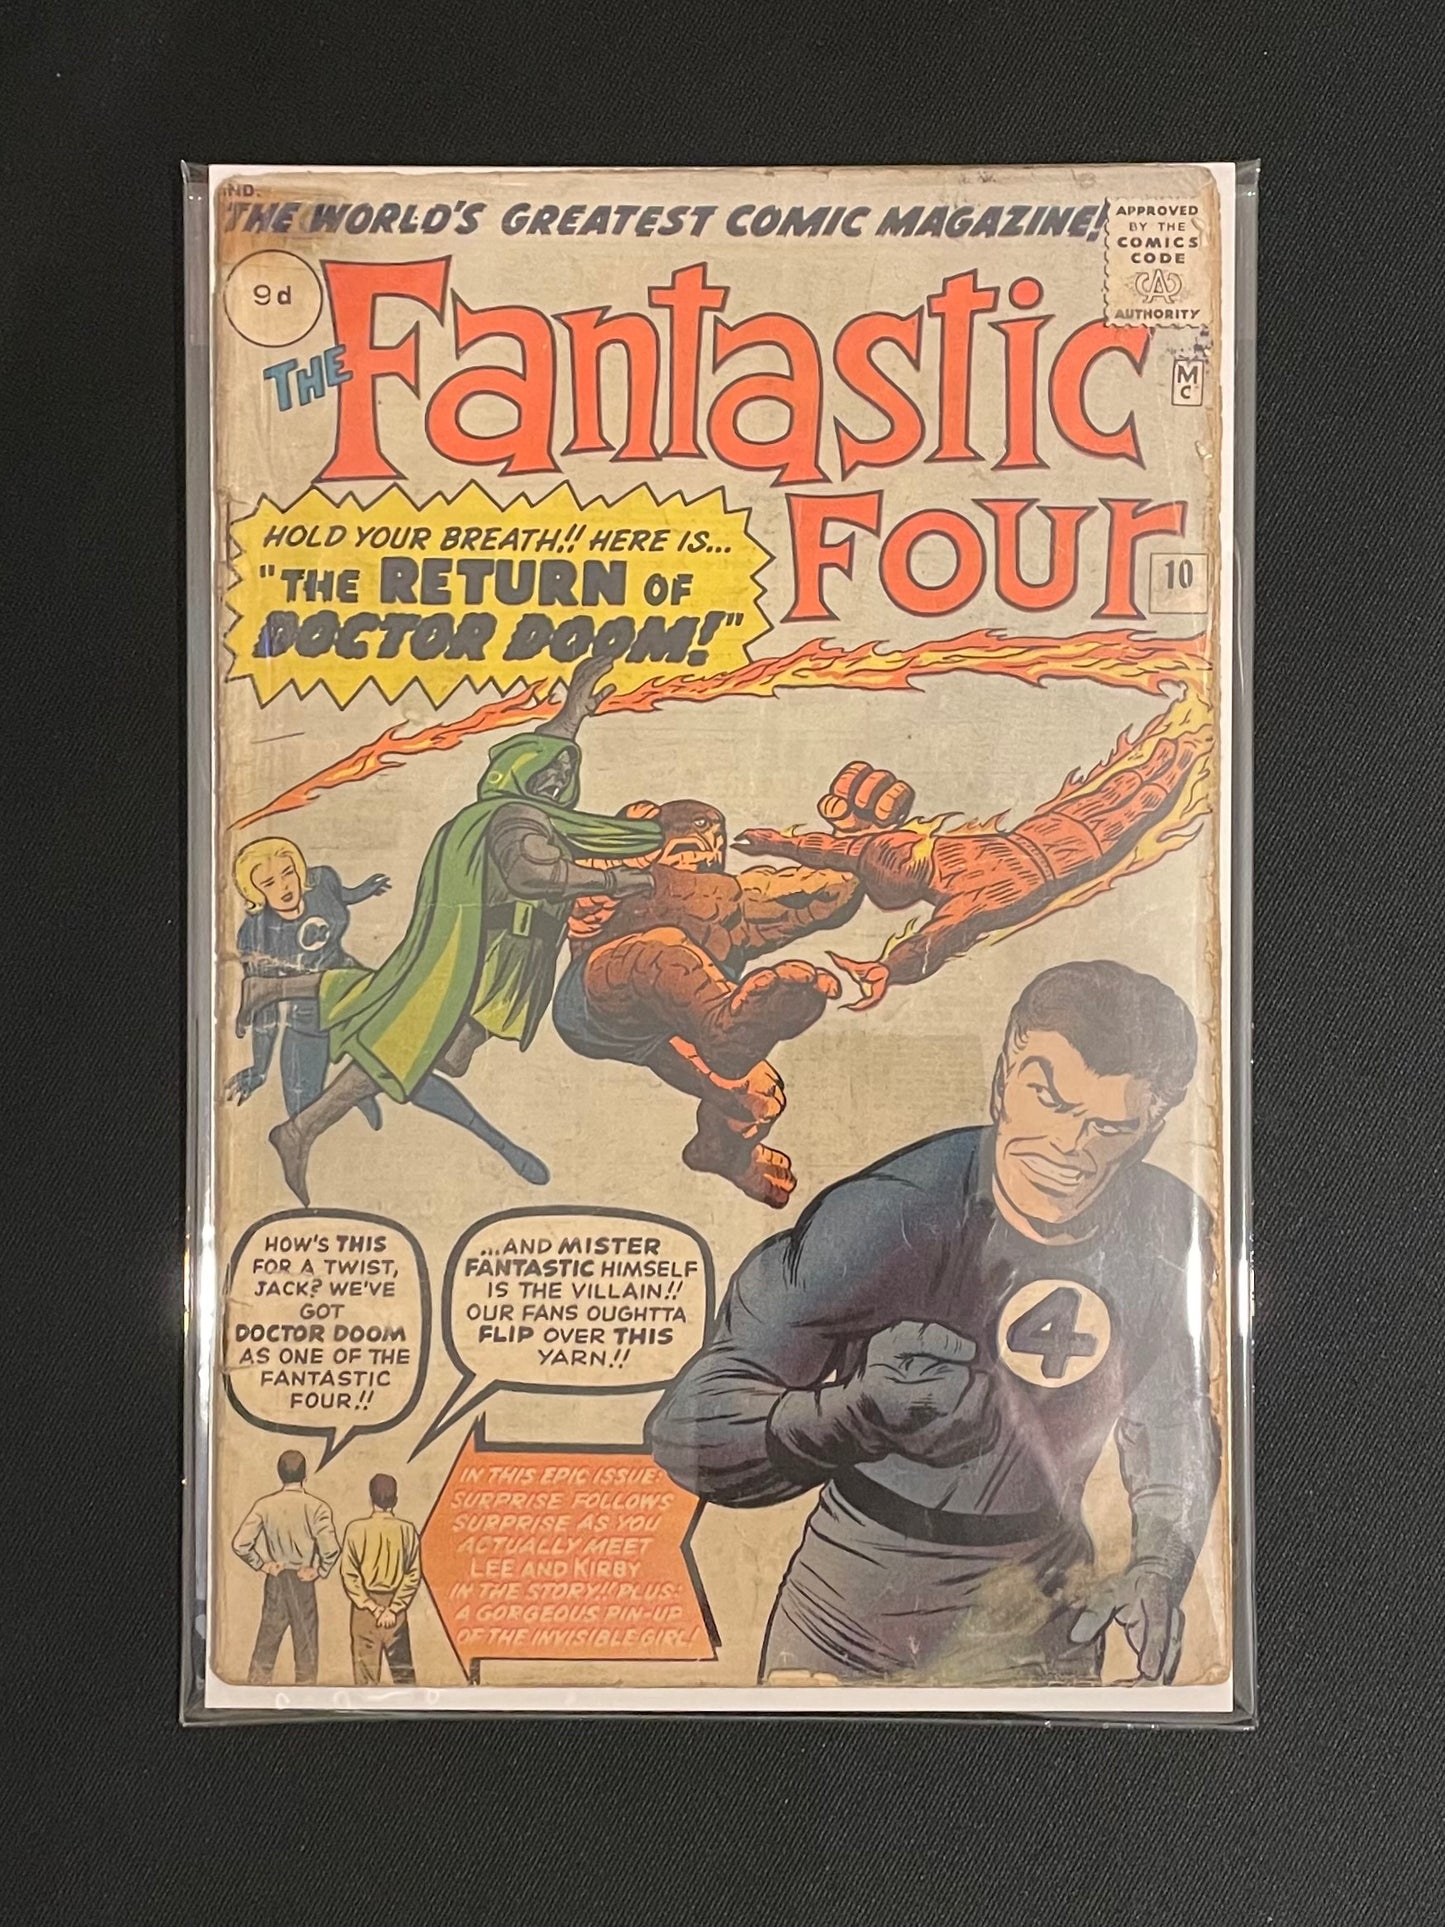 IND.
THE WORLD'S GREATEST COMIC MAGAZINE!
APPROVED
BY THE
COMICS
CODE
A
AUTHORITY
9d
THE FANTASTIC
FOUR
M
C
10
HOLD YOUR BREATH!! HERE IS...
"THE RETURN OF
DOCTOR DOOM!"
4
HOW'S THIS
FOR A TWIST,
JACK? WE'VE
GOT
DOCTOR DOOM
AS ONE OF THE
FANTASTIC
FOUR!!
...AND MISTER
FANTASTIC HIMSELF
IS THE VILLAIN!!
OUR FANS OUGHTTA
FLIP OVER THIS
YARN!!
4
IN THIS EPIC ISSUE:
SURPRISE FOLLOWS
SURPRISE AS YOU
ACTUALLY MEET
LEE AND KIRBY
IN THE STORY!! PLUS:
A GORGEOUS PIN-UP
OF THE INVISIBLE GIRL!